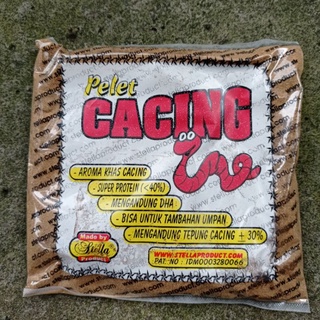 Pelet
CACING
- AROMA KHAS CACING
- SUPER PROTEIN (<40%)
- MENGANDUNG DHA
- BISA UNTUK TAMBAHAN UMPAN
- MENGANDUNG TEPUNG CACING + 30%
Made by
Stella
Product
WWW.STELLAPRODUCT.COM
PAT. NO : IDM0003280066